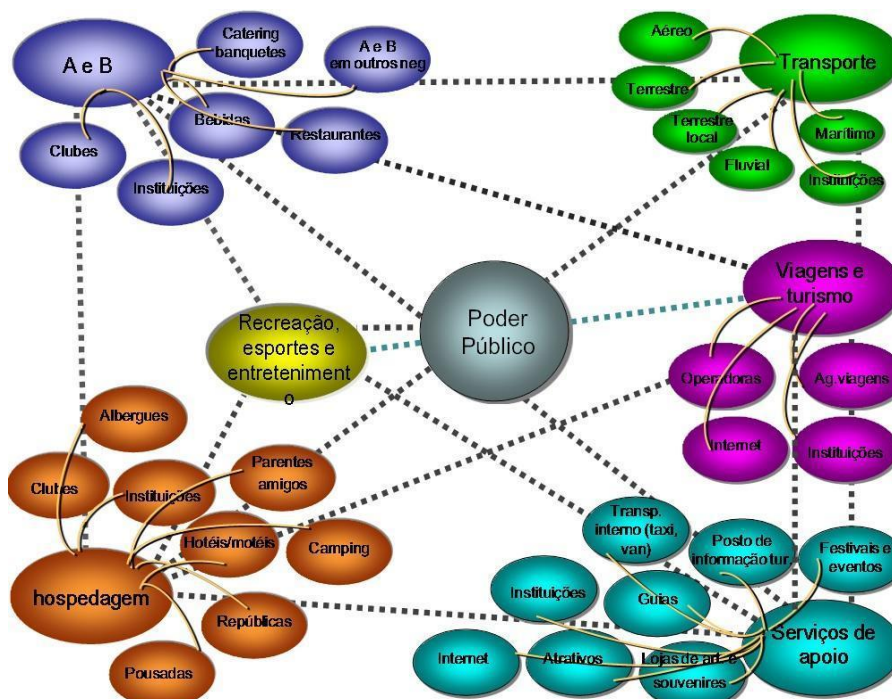 Catering
banquetes
A e B
A e B
em outros neg
Bebidas
Restaurantes
Clubes
Instituições
Aéreo
Transporte
Terrestre
Terrestre
local
Marítimo
Fluvial
Instituições
Viagens e
turismo
Operadoras
Ag.viagens
Internet
Instituições
Poder
Público
Recreação,
esportes e
entreteniment
o
Albergues
Clubes
Instituições
Parentes
amigos
Hotéis/motéis
Camping
hospedagem
Repúblicas
Pousadas
Transp.
interno (taxi,
van)
Posto de
informação tur.
Festivais e
eventos
Instituições
Guias
Serviços de
apoio
Internet
Atrativos
Lojas de art. e
souvenires